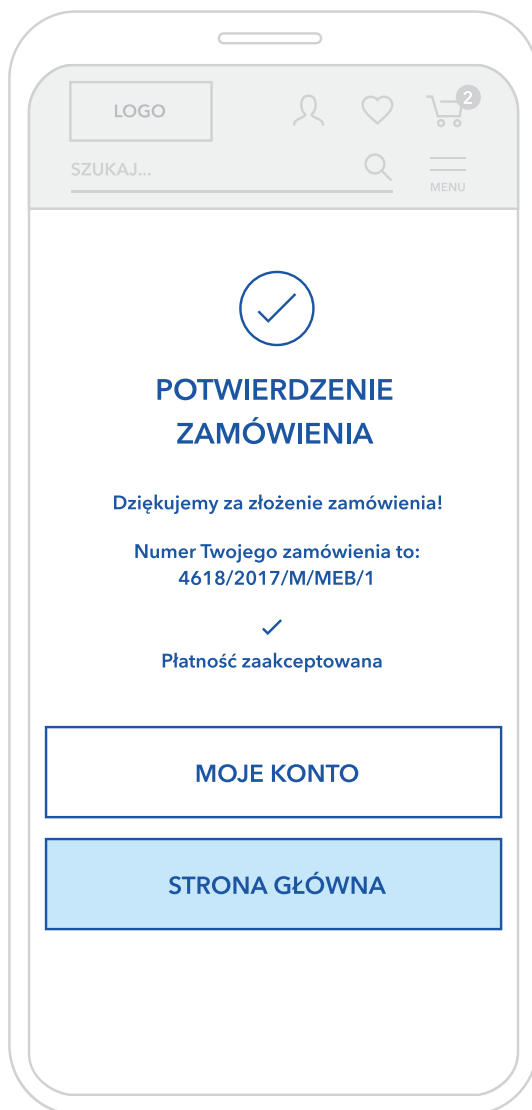 LOGO
2
SZUKAJ...
MENU
POTWIERDZENIE
ZAMÓWIENIA
Dziękujemy za złożenie zamówienia!
Numer Twojego zamówienia to:
4618/2017/M/MEB/1
Płatność zaakceptowana
MOJE KONTO
STRONA GŁÓWNA